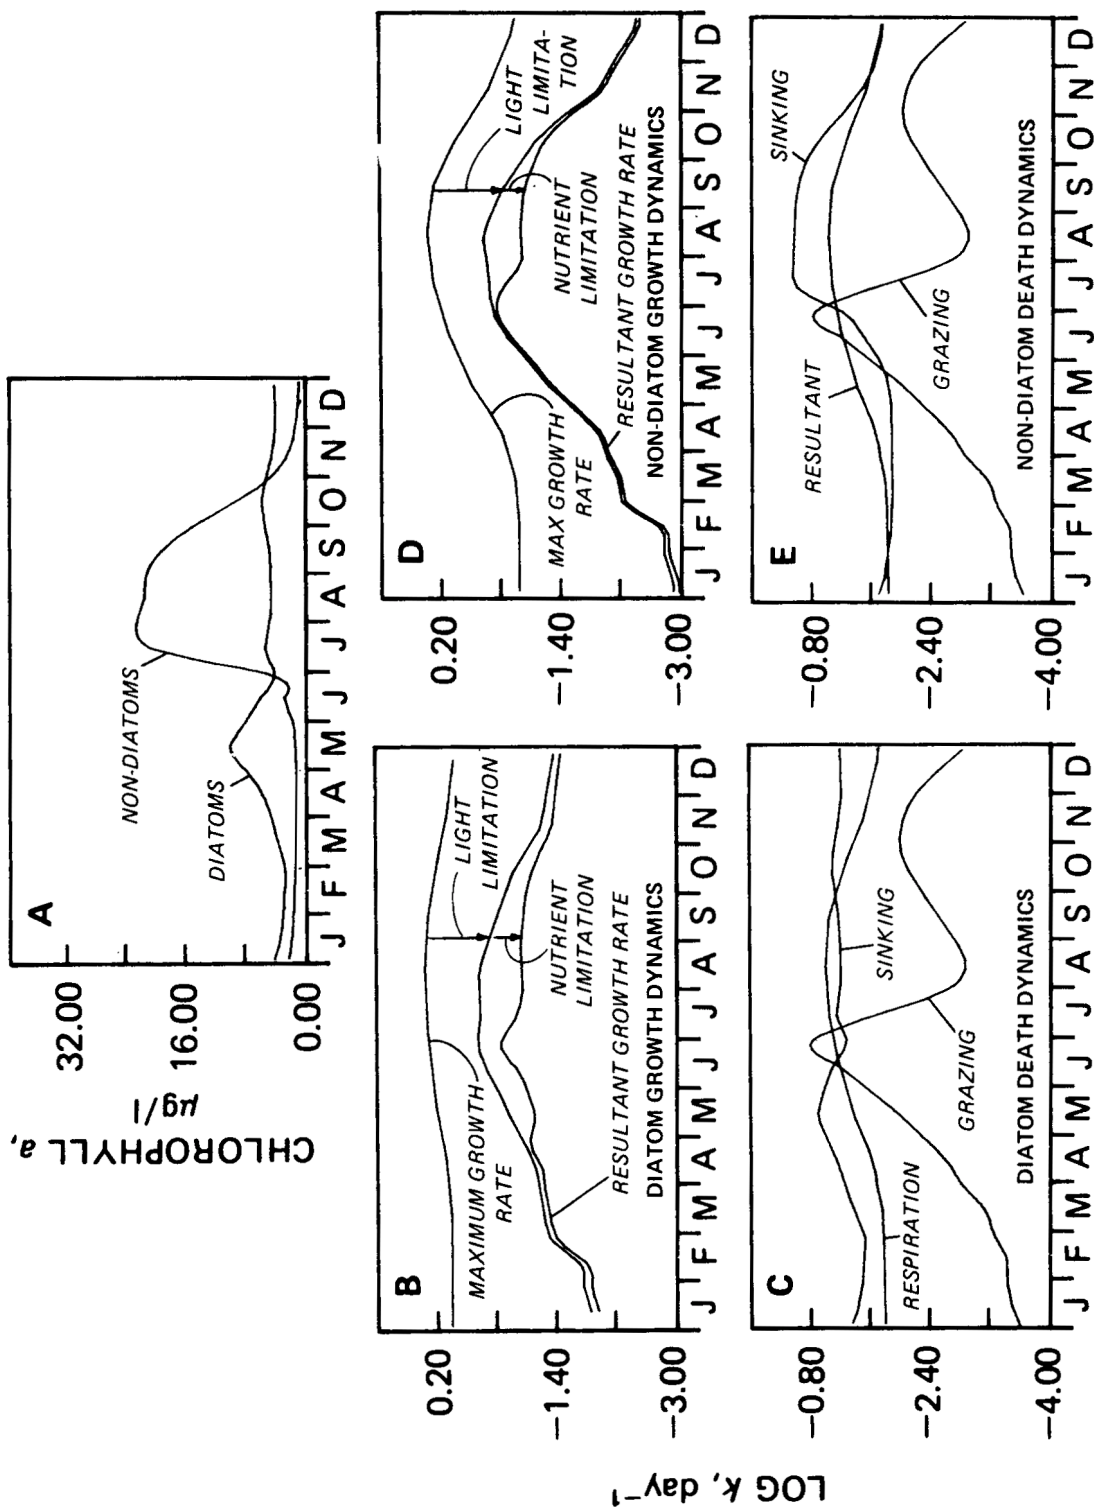 A
CHLOROPHYLL a,
µg/l
32.00
16.00
0.00
NON-DIATOMS
DIATOMS
J F M A M J J A S O N D
LOG k, day⁻¹
B
0.20
−1.40
−3.00
MAXIMUM GROWTH
RATE
LIGHT
LIMITATION
NUTRIENT
LIMITATION
RESULTANT GROWTH RATE
DIATOM GROWTH DYNAMICS
J F M A M J J A S O N D
D
0.20
−1.40
−3.00
MAX GROWTH
RATE
LIGHT
LIMITA-
TION
NUTRIENT
LIMITATION
RESULTANT GROWTH RATE
NON-DIATOM GROWTH DYNAMICS
J F M A M J J A S O N D
C
−0.80
−2.40
−4.00
RESPIRATION
GRAZING
SINKING
DIATOM DEATH DYNAMICS
J F M A M J J A S O N D
E
−0.80
−2.40
−4.00
RESULTANT
GRAZING
SINKING
NON-DIATOM DEATH DYNAMICS
J F M A M J J A S O N D